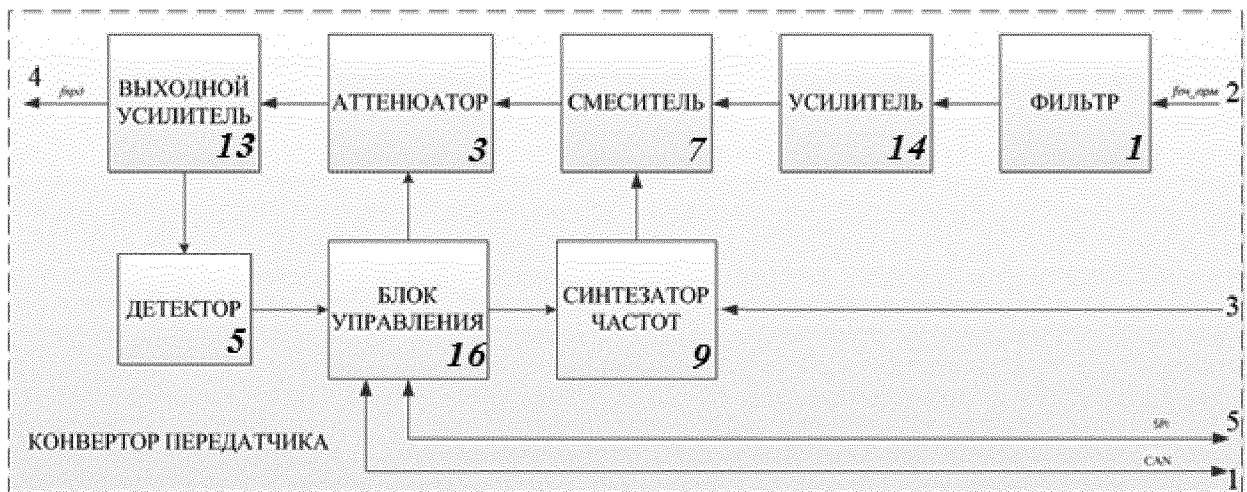 4
ВЫХОДНОЙ
УСИЛИТЕЛЬ
13
АТТЕНЮАТОР
3
СМЕСИТЕЛЬ
7
УСИЛИТЕЛЬ
14
ФИЛЬТР
1
2
ДЕТЕКТОР
5
БЛОК
УПРАВЛЕНИЯ
16
СИНТЕЗАТОР
ЧАСТОТ
9
3
КОНВЕРТОР ПЕРЕДАТЧИКА
SPI
5
CAN
1